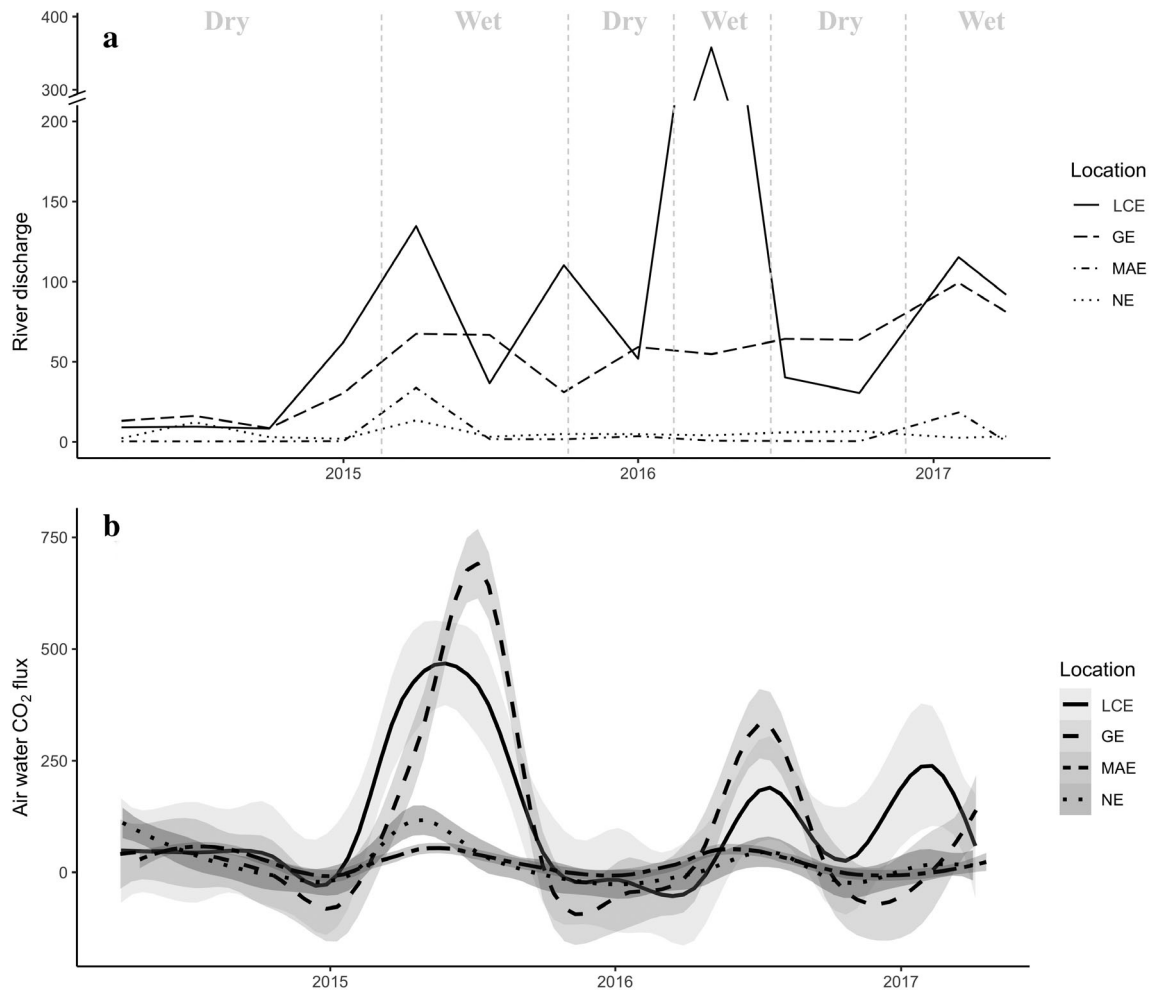 a
Dry Wet Dry Wet Dry Wet
400
300
200
150
100
50
0
River discharge
2015 2016 2017
Location
LCE
GE
MAE
NE
b
750
500
250
0
Air water CO₂ flux
2015 2016 2017
Location
LCE
GE
MAE
NE